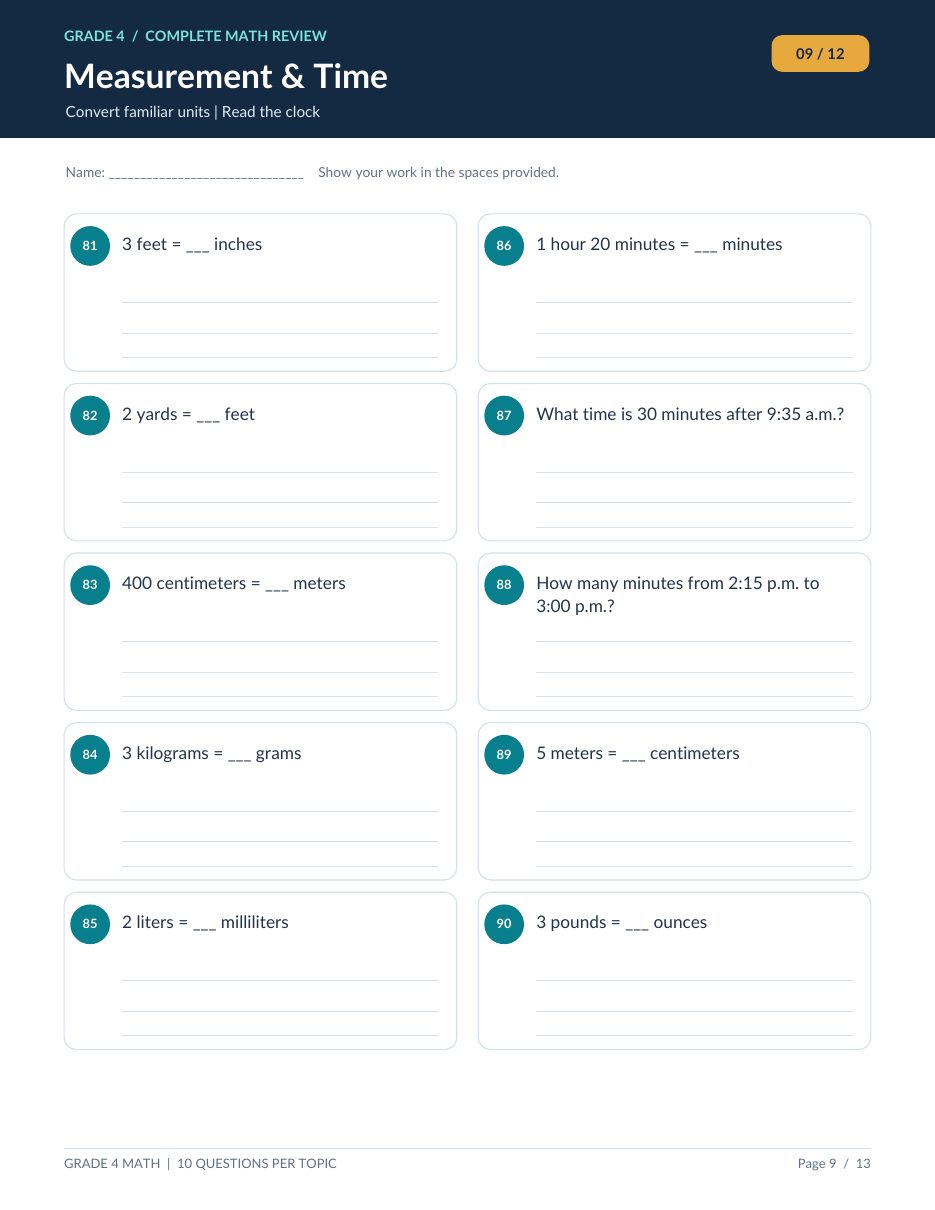 GRADE 4 / COMPLETE MATH REVIEW
Measurement & Time
Convert familiar units | Read the clock
09 / 12
Name: ______________________________ Show your work in the spaces provided.
81 3 feet = ___ inches
82 2 yards = ___ feet
83 400 centimeters = ___ meters
84 3 kilograms = ___ grams
85 2 liters = ___ milliliters
86 1 hour 20 minutes = ___ minutes
87 What time is 30 minutes after 9:35 a.m.?
88 How many minutes from 2:15 p.m. to
3:00 p.m.?
89 5 meters = ___ centimeters
90 3 pounds = ___ ounces
GRADE 4 MATH | 10 QUESTIONS PER TOPIC
Page 9 / 13